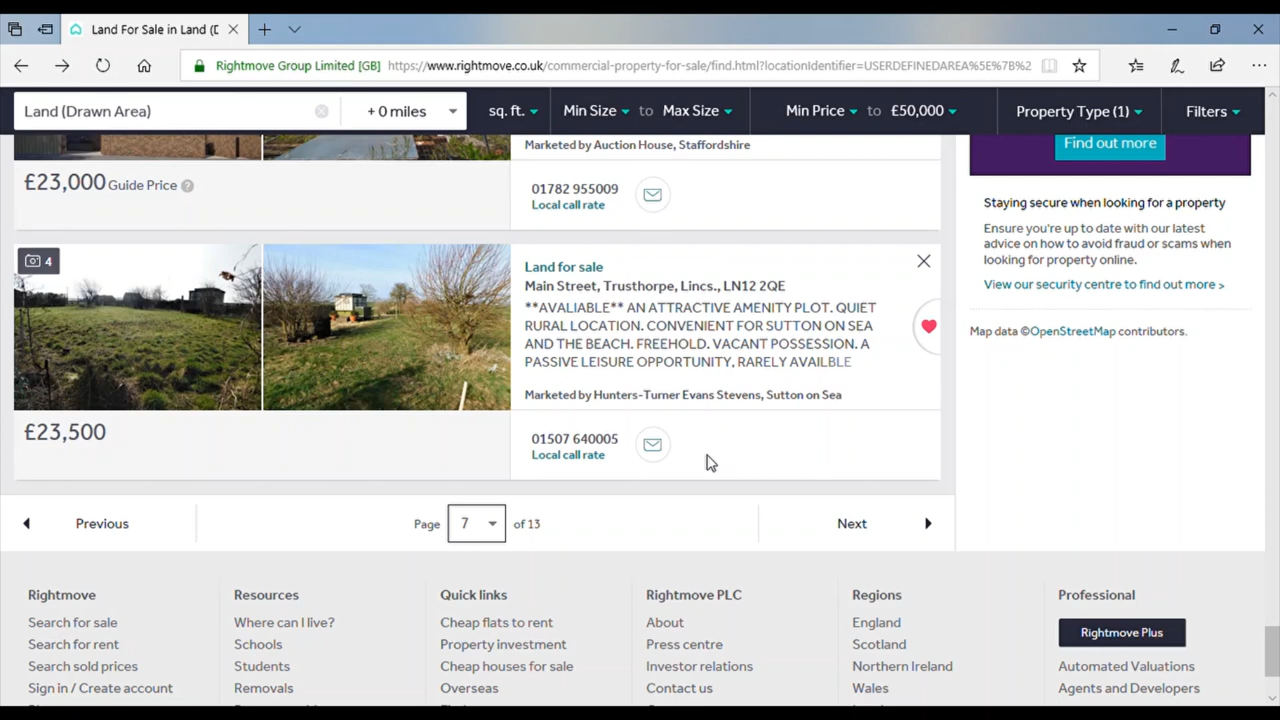 Land For Sale in Land (D
Rightmove Group Limited [GB] https://www.rightmove.co.uk/commercial-property-for-sale/find.html?locationIdentifier=USERDEFINEDAREA%5E%7B%2
Land (Drawn Area) + 0 miles sq. ft. Min Size to Max Size Min Price to £50,000 Property Type (1) Filters
Marketed by Auction House, Staffordshire
£23,000 Guide Price ?
01782 955009
Local call rate
Find out more
Staying secure when looking for a property
Ensure you're up to date with our latest
advice on how to avoid fraud or scams when
looking for property online.
View our security centre to find out more >
Map data ©OpenStreetMap contributors.
4
Land for sale
Main Street, Trusthorpe, Lincs., LN12 2QE
**AVALIABLE** AN ATTRACTIVE AMENITY PLOT. QUIET
RURAL LOCATION. CONVENIENT FOR SUTTON ON SEA
AND THE BEACH. FREEHOLD. VACANT POSSESSION. A
PASSIVE LEISURE OPPORTUNITY, RARELY AVAILBLE
Marketed by Hunters-Turner Evans Stevens, Sutton on Sea
£23,500
01507 640005
Local call rate
Previous Page 7 of 13 Next
Rightmove
Search for sale
Search for rent
Search sold prices
Sign in / Create account
Resources
Where can I live?
Schools
Students
Removals
Quick links
Cheap flats to rent
Property investment
Cheap houses for sale
Overseas
Rightmove PLC
About
Press centre
Investor relations
Contact us
Regions
England
Scotland
Northern Ireland
Wales
Professional
Rightmove Plus
Automated Valuations
Agents and Developers